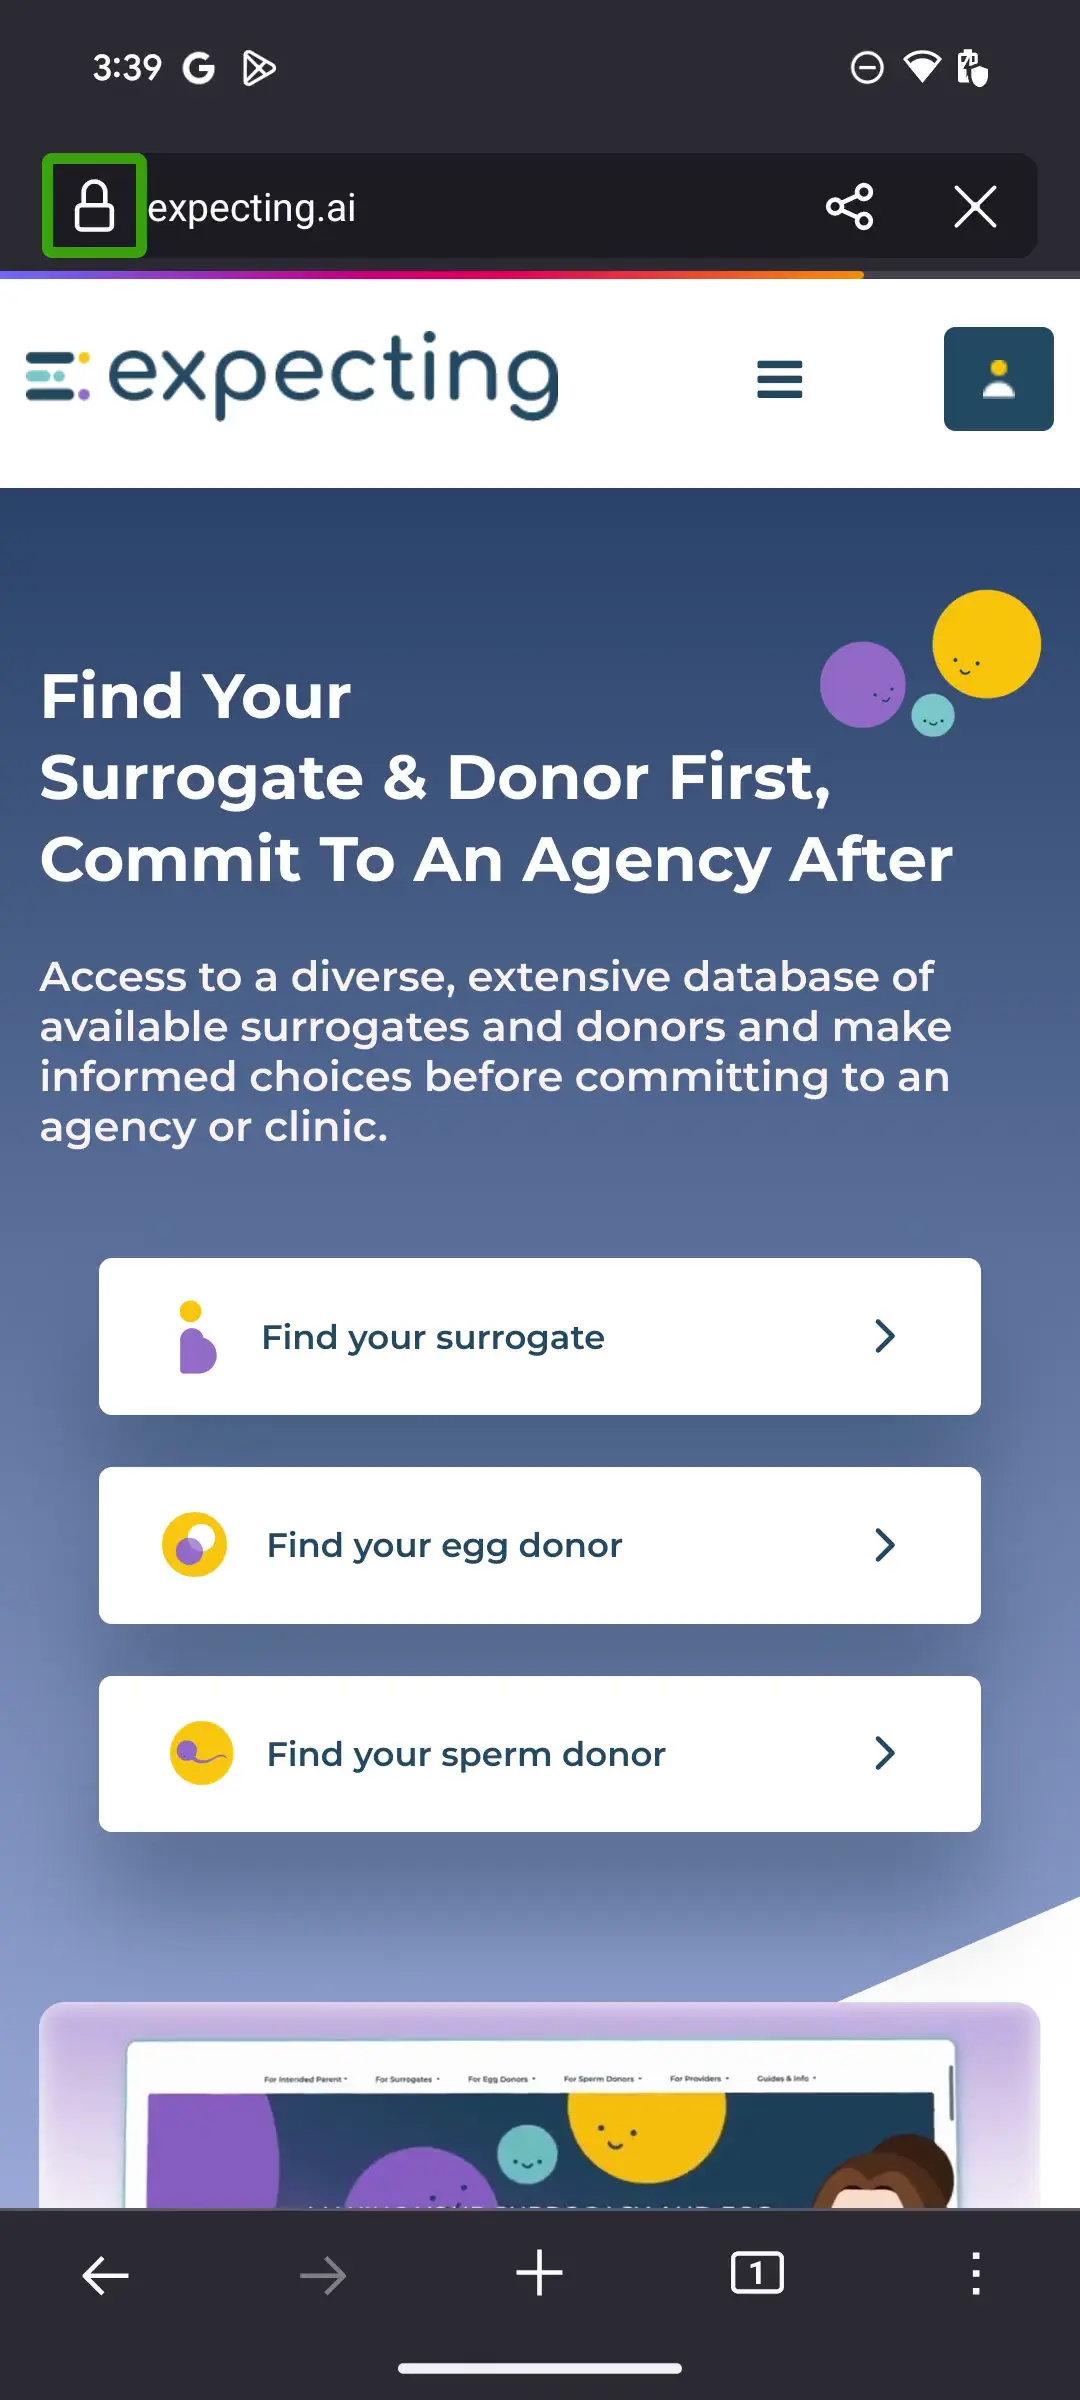 3:39
expecting.ai
expecting
Find Your
Surrogate & Donor First,
Commit To An Agency After
Access to a diverse, extensive database of
available surrogates and donors and make
informed choices before committing to an
agency or clinic.
Find your surrogate
Find your egg donor
Find your sperm donor
For Intended Parent For Surrogates For Egg Donors For Sperm Donors For Providers Guides & Info
1